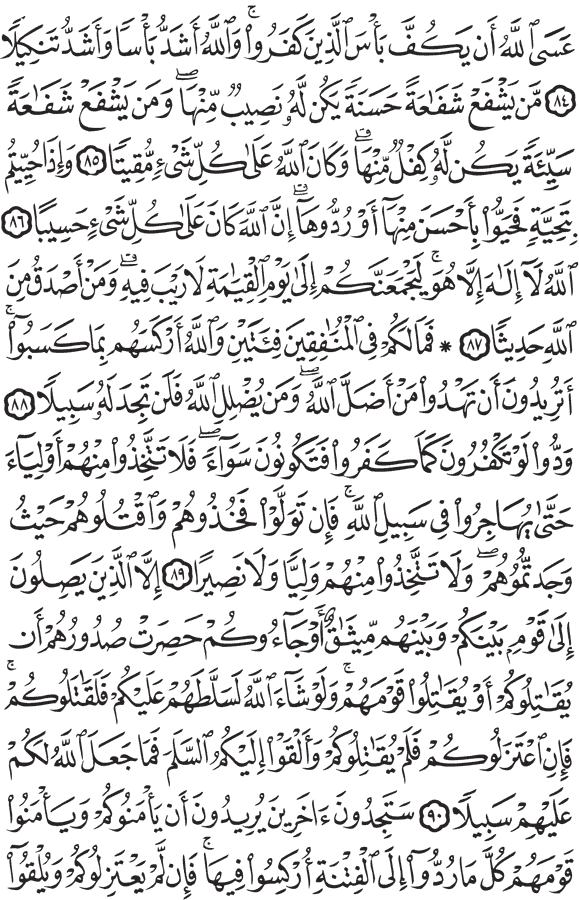 عَسَى ٱللَّهُ أَن يَكُفَّ بَأْسَ ٱلَّذِينَ كَفَرُوا۟ ۚ وَٱللَّهُ أَشَدُّ بَأْسًا وَأَشَدُّ تَنكِيلًا
﴿٨٤﴾ مَّن يَشْفَعْ شَفَـٰعَةً حَسَنَةً يَكُن لَّهُۥ نَصِيبٌ مِّنْهَا ۖ وَمَن يَشْفَعْ شَفَـٰعَةً
سَيِّئَةً يَكُن لَّهُۥ كِفْلٌ مِّنْهَا ۗ وَكَانَ ٱللَّهُ عَلَىٰ كُلِّ شَىْءٍ مُّقِيتًا ﴿٨٥﴾ وَإِذَا حُيِّيتُم
بِتَحِيَّةٍ فَحَيُّوا۟ بِأَحْسَنَ مِنْهَآ أَوْ رُدُّوهَآ ۗ إِنَّ ٱللَّهَ كَانَ عَلَىٰ كُلِّ شَىْءٍ حَسِيبًا ﴿٨٦﴾
ٱللَّهُ لَآ إِلَـٰهَ إِلَّا هُوَ ۚ لَيَجْمَعَنَّكُمْ إِلَىٰ يَوْمِ ٱلْقِيَـٰمَةِ لَا رَيْبَ فِيهِ ۗ وَمَنْ أَصْدَقُ مِنَ
ٱللَّهِ حَدِيثًا ﴿٨٧﴾ * فَمَا لَكُمْ فِى ٱلْمُنَـٰفِقِينَ فِئَتَيْنِ وَٱللَّهُ أَرْكَسَهُم بِمَا كَسَبُوٓا۟ ۚ
أَتُرِيدُونَ أَن تَهْدُوا۟ مَنْ أَضَلَّ ٱللَّهُ ۖ وَمَن يُضْلِلِ ٱللَّهُ فَلَن تَجِدَ لَهُۥ سَبِيلًا ﴿٨٨﴾
وَدُّوا۟ لَوْ تَكْفُرُونَ كَمَا كَفَرُوا۟ فَتَكُونُونَ سَوَآءً ۖ فَلَا تَتَّخِذُوا۟ مِنْهُمْ أَوْلِيَآءَ
حَتَّىٰ يُهَاجِرُوا۟ فِى سَبِيلِ ٱللَّهِ ۚ فَإِن تَوَلَّوْا۟ فَخُذُوهُمْ وَٱقْتُلُوهُمْ حَيْثُ
وَجَدتُّمُوهُمْ ۖ وَلَا تَتَّخِذُوا۟ مِنْهُمْ وَلِيًّا وَلَا نَصِيرًا ﴿٨٩﴾ إِلَّا ٱلَّذِينَ يَصِلُونَ
إِلَىٰ قَوْمٍۭ بَيْنَكُمْ وَبَيْنَهُم مِّيثَـٰقٌ أَوْ جَآءُوكُمْ حَصِرَتْ صُدُورُهُمْ أَن
يُقَـٰتِلُوكُمْ أَوْ يُقَـٰتِلُوا۟ قَوْمَهُمْ ۚ وَلَوْ شَآءَ ٱللَّهُ لَسَلَّطَهُمْ عَلَيْكُمْ فَلَقَـٰتَلُوكُمْ ۚ
فَإِنِ ٱعْتَزَلُوكُمْ فَلَمْ يُقَـٰتِلُوكُمْ وَأَلْقَوْا۟ إِلَيْكُمُ ٱلسَّلَمَ فَمَا جَعَلَ ٱللَّهُ لَكُمْ
عَلَيْهِمْ سَبِيلًا ﴿٩٠﴾ سَتَجِدُونَ ءَاخَرِينَ يُرِيدُونَ أَن يَأْمَنُوكُمْ وَيَأْمَنُوا۟
قَوْمَهُمْ كُلَّ مَا رُدُّوٓا۟ إِلَى ٱلْفِتْنَةِ أُرْكِسُوا۟ فِيهَا ۚ فَإِن لَّمْ يَعْتَزِلُوكُمْ وَيُلْقُوٓا۟